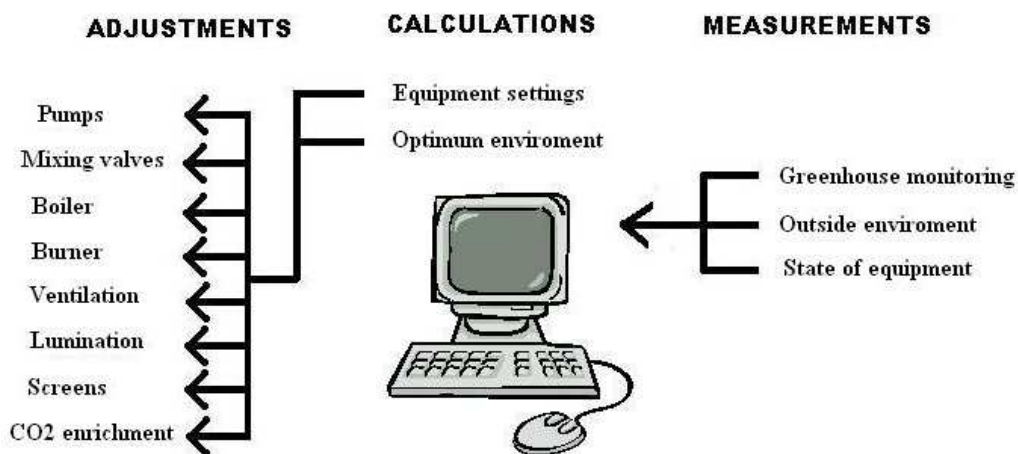 ADJUSTMENTS
Pumps
Mixing valves
Boiler
Burner
Ventilation
Lumination
Screens
CO2 enrichment
CALCULATIONS
Equipment settings
Optimum enviroment
MEASUREMENTS
Greenhouse monitoring
Outside enviroment
State of equipment